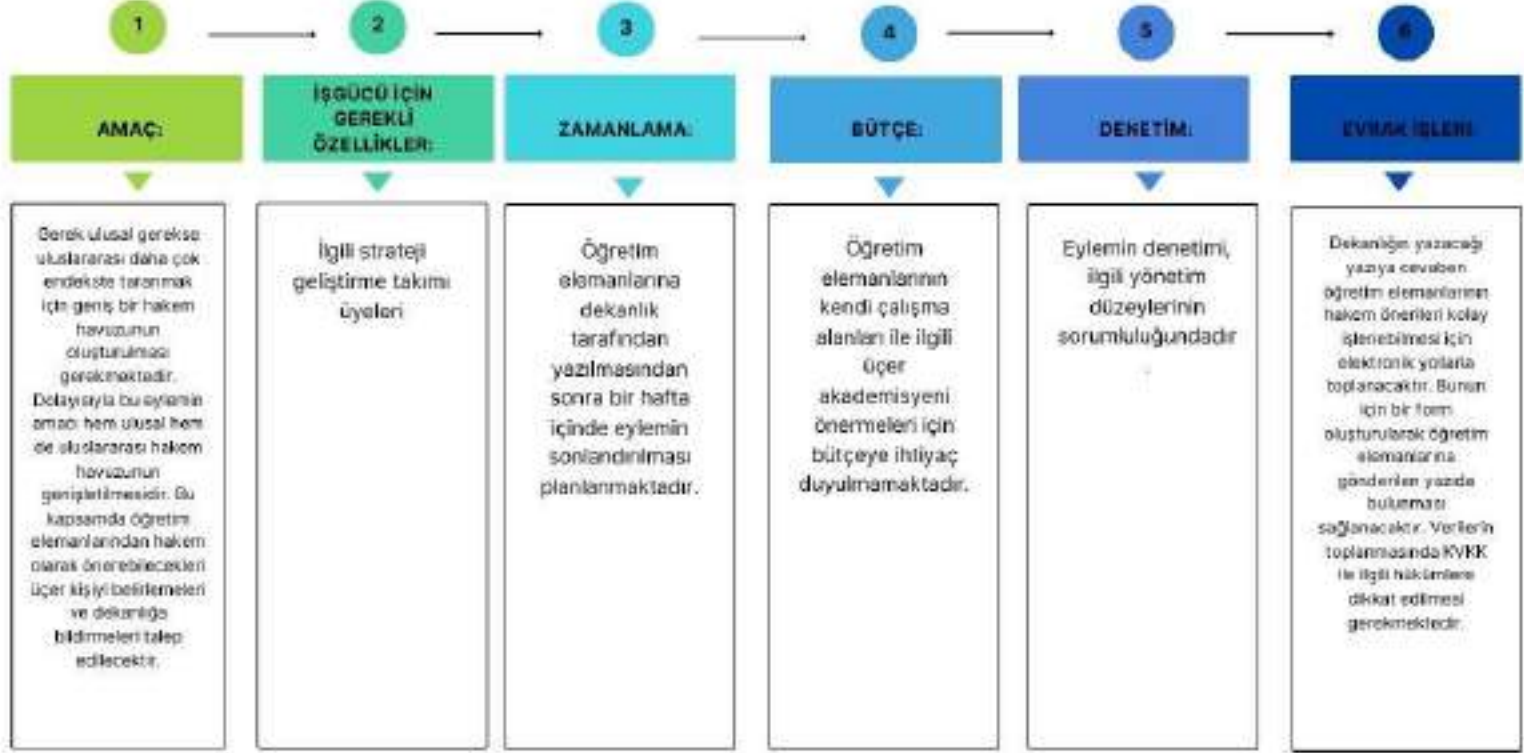 1
2
3
4
5
6
AMAÇ:
Gerek ulusal gerekse
uluslararası daha çok
endekste taranmak
için geniş bir hakem
havuzunun
oluşturulması
gerekmektedir.
Dolayısıyla bu eylemin
amacı hem ulusal hem
de uluslararası hakem
havuzunun
genişletilmesidir. Bu
kapsamda öğretim
elemanlarından hakem
olarak önerebilecekleri
üçer kişiyi belirlemeleri
ve dekanlığa
bildirmeleri talep
edilecektir.
İŞGÜCÜ İÇİN
GEREKLİ
ÖZELLİKLER:
İlgili strateji
geliştirme takımı
üyeleri
ZAMANLAMA:
Öğretim
elemanlarına
dekanlık
tarafından
yazılmasından
sonra bir hafta
içinde eylemin
sonlandırılması
planlanmaktadır.
BÜTÇE:
Öğretim
elemanlarının
kendi çalışma
alanları ile ilgili
üçer
akademisyeni
önermeleri için
bütçeye ihtiyaç
duyulmamaktadır.
DENETİM:
Eylemin denetimi,
ilgili yönetim
düzeylerinin
sorumluluğundadır
.
EVRAK İŞLERİ:
Dekanlığın yazacağı
yazıya cevaben
öğretim elemanlarının
hakem önerileri kolay
işlenebilmesi için
elektronik yollarla
toplanacaktır. Bunun
için bir form
oluşturularak öğretim
elemanlarına
gönderilen yazıda
bulunması
sağlanacaktır. Verilerin
toplanmasında KVKK
ile ilgili hükümlere
dikkat edilmesi
gerekmektedir.